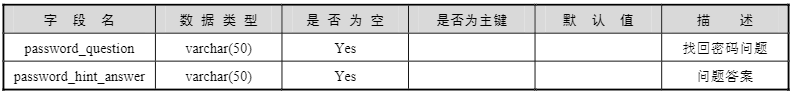 字段名 数据类型 是否为空 是否为主键 默认值 描述
password_question varchar(50) Yes 找回密码问题
password_hint_answer varchar(50) Yes 问题答案